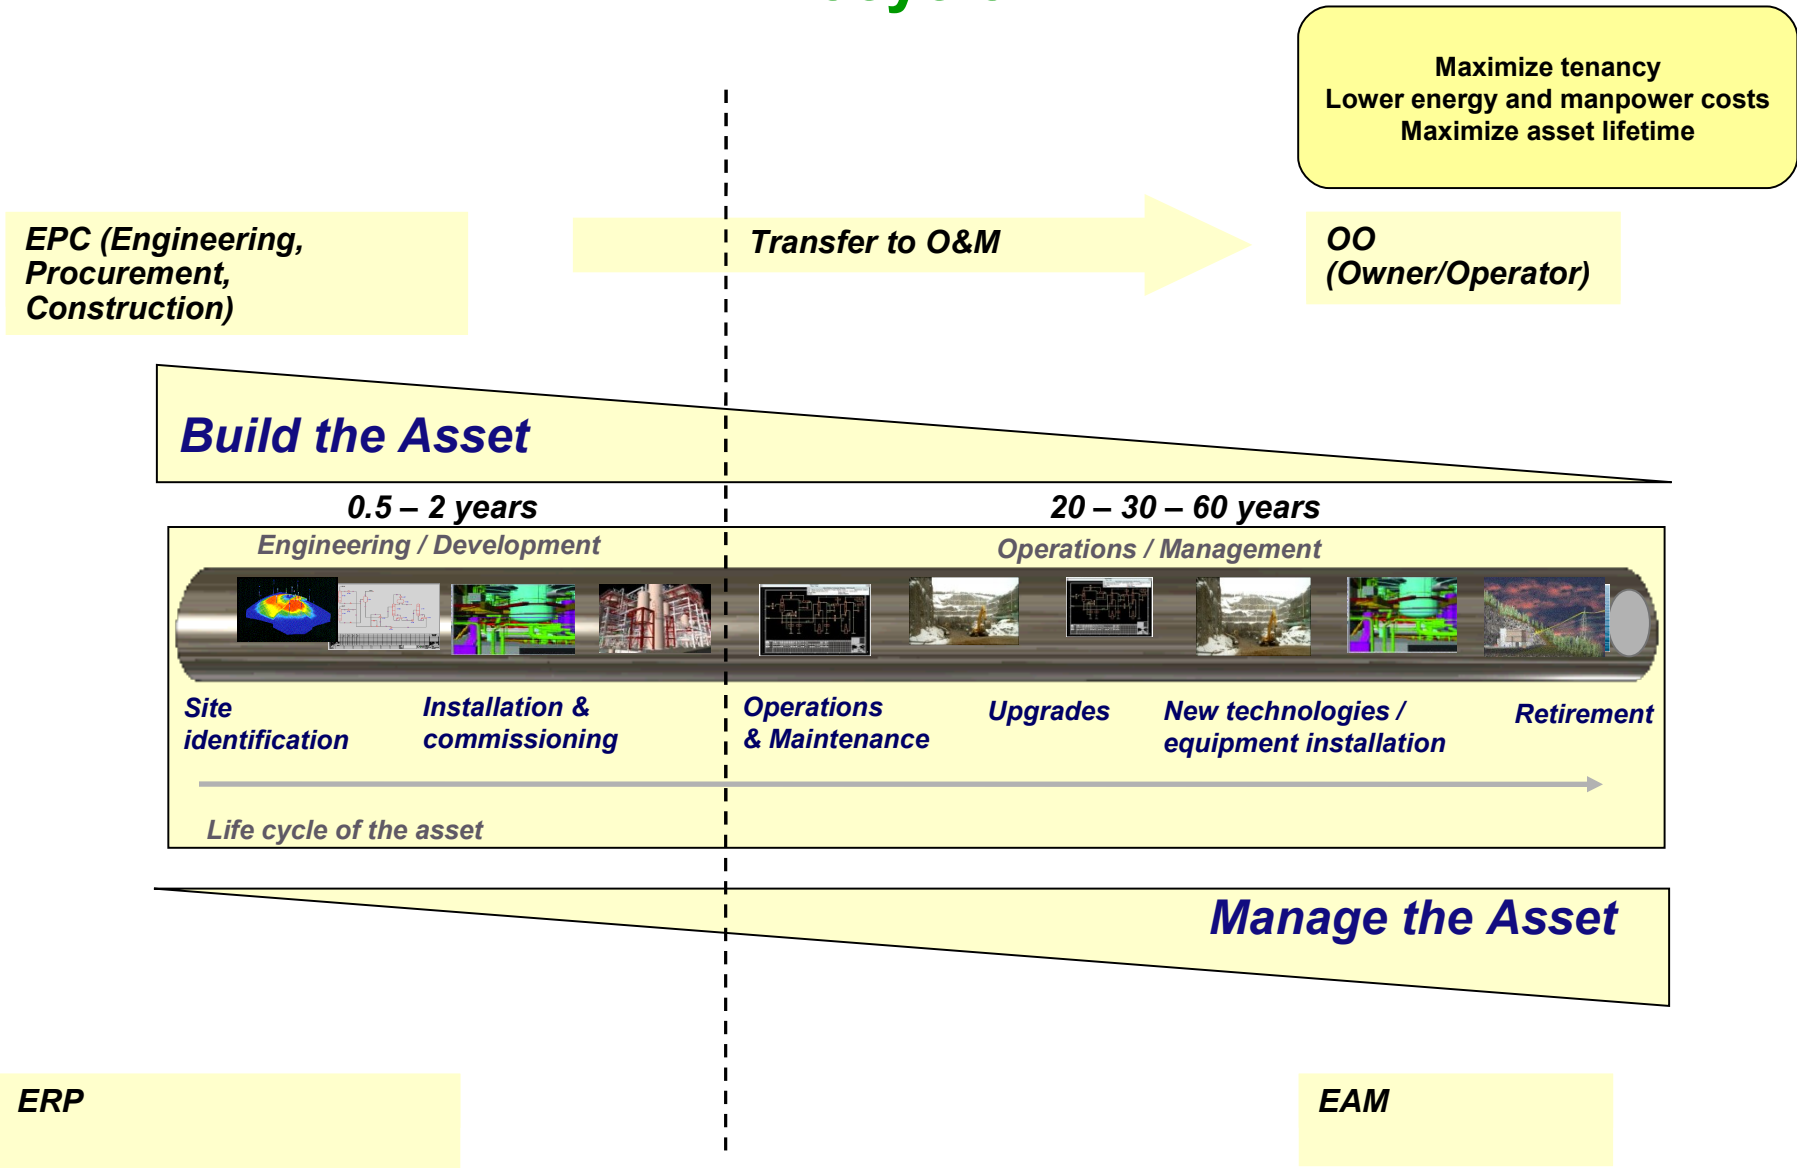 Maximize tenancy
Lower energy and manpower costs
Maximize asset lifetime
EPC (Engineering,
Procurement,
Construction)
Transfer to O&M
OO
(Owner/Operator)
Build the Asset
0.5 – 2 years
20 – 30 – 60 years
Engineering / Development
Operations / Management
Site
identification
Installation &
commissioning
Operations
& Maintenance
Upgrades
New technologies /
equipment installation
Retirement
Life cycle of the asset
Manage the Asset
ERP
EAM